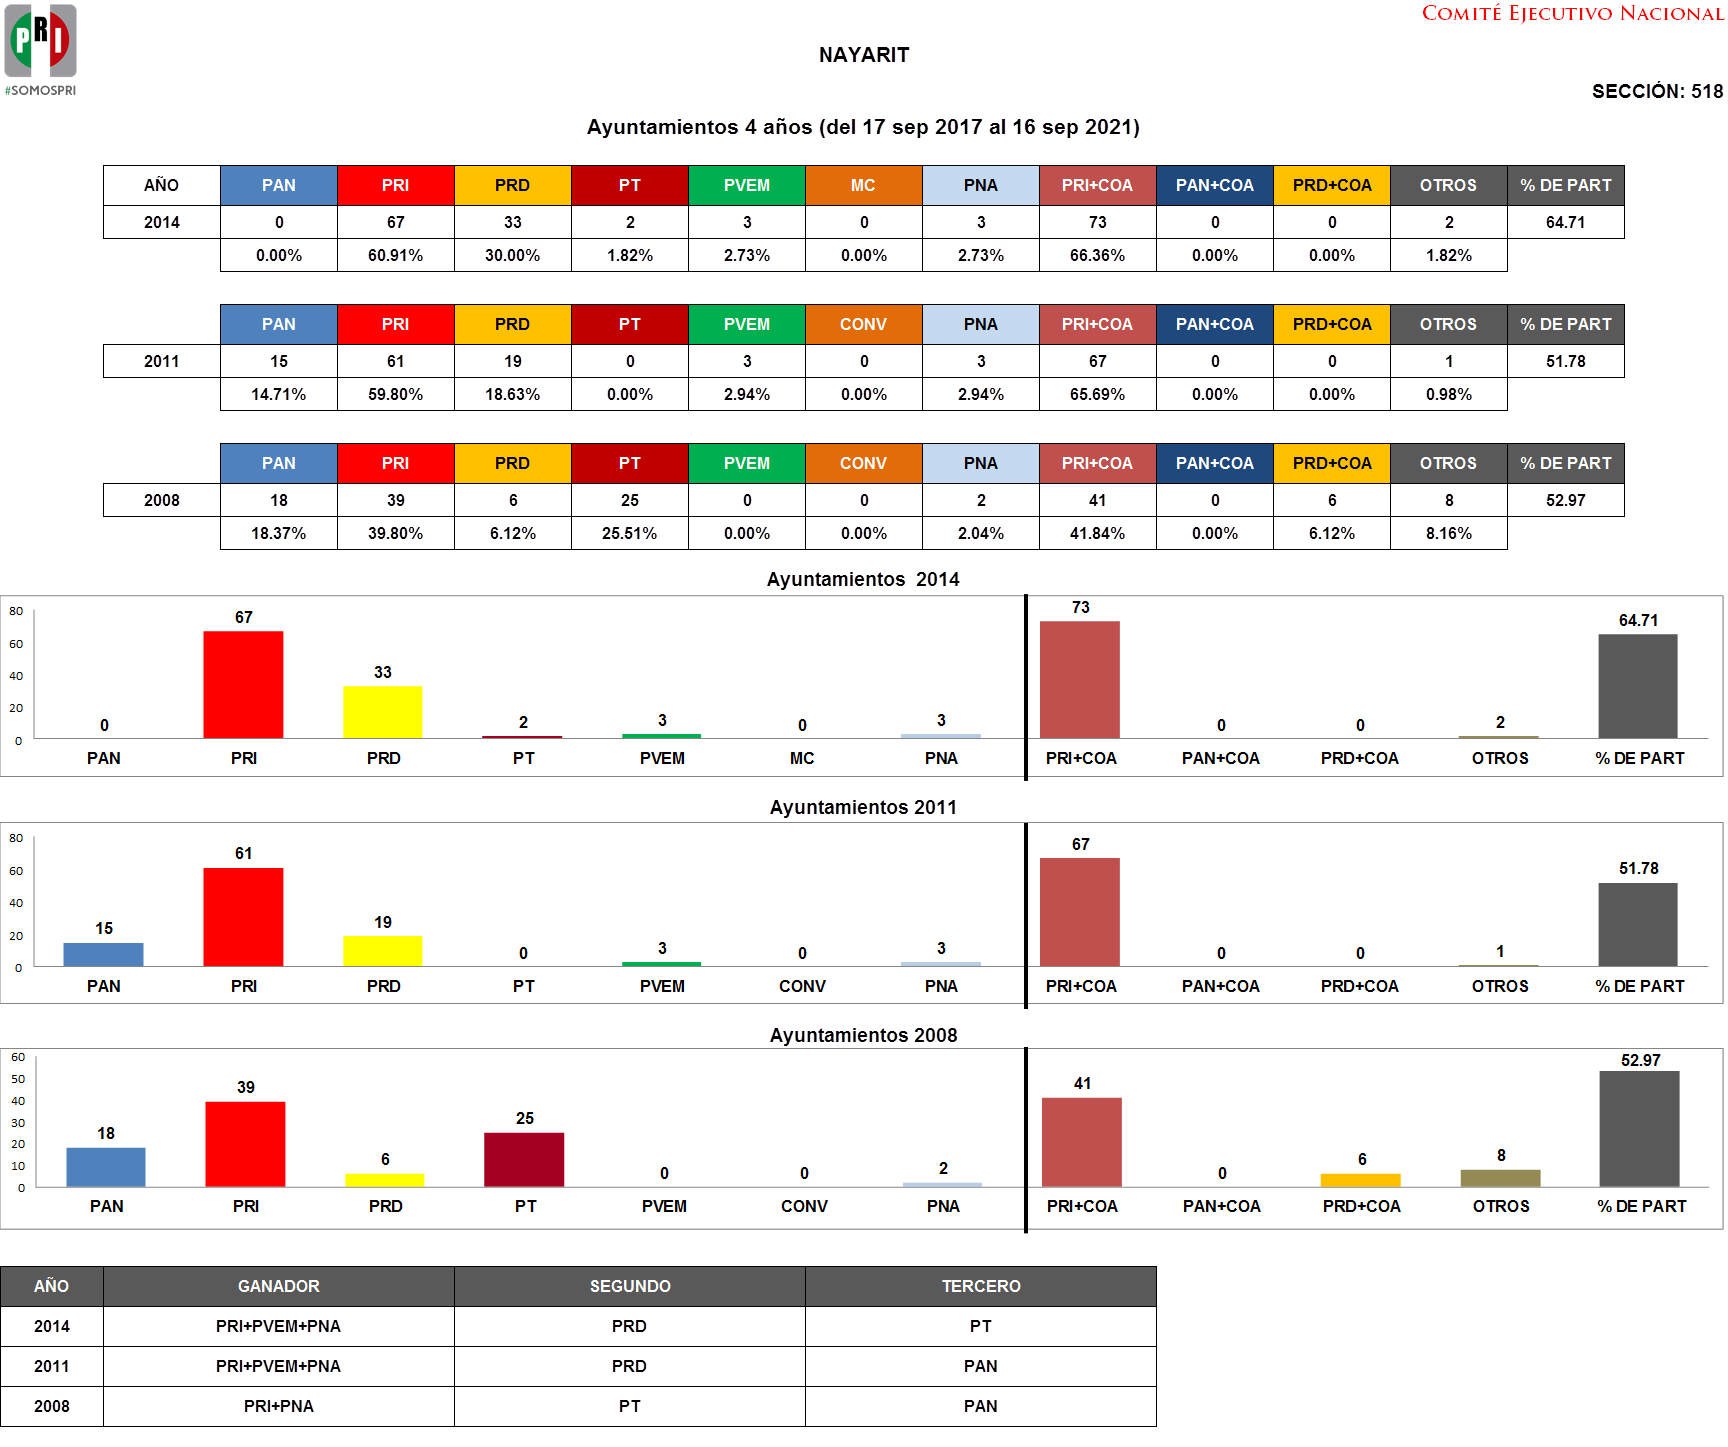 PRI
#SOMOSPRI
COMITÉ EJECUTIVO NACIONAL
NAYARIT
SECCIÓN: 518
Ayuntamientos 4 años (del 17 sep 2017 al 16 sep 2021)
AÑO PAN PRI PRD PT PVEM MC PNA PRI+COA PAN+COA PRD+COA OTROS % DE PART
2014 0 67 33 2 3 0 3 73 0 0 2 64.71
0.00% 60.91% 30.00% 1.82% 2.73% 0.00% 2.73% 66.36% 0.00% 0.00% 1.82%
PAN PRI PRD PT PVEM CONV PNA PRI+COA PAN+COA PRD+COA OTROS % DE PART
2011 15 61 19 0 3 0 3 67 0 0 1 51.78
14.71% 59.80% 18.63% 0.00% 2.94% 0.00% 2.94% 65.69% 0.00% 0.00% 0.98%
PAN PRI PRD PT PVEM CONV PNA PRI+COA PAN+COA PRD+COA OTROS % DE PART
2008 18 39 6 25 0 0 2 41 0 6 8 52.97
18.37% 39.80% 6.12% 25.51% 0.00% 0.00% 2.04% 41.84% 0.00% 6.12% 8.16%
Ayuntamientos 2014
80
60
40
20
0
0 67 33 2 3 0 3 73 0 0 2 64.71
PAN PRI PRD PT PVEM MC PNA PRI+COA PAN+COA PRD+COA OTROS % DE PART
Ayuntamientos 2011
80
60
40
20
0
15 61 19 0 3 0 3 67 0 0 1 51.78
PAN PRI PRD PT PVEM CONV PNA PRI+COA PAN+COA PRD+COA OTROS % DE PART
Ayuntamientos 2008
60
50
40
30
20
10
0
18 39 6 25 0 0 2 41 0 6 8 52.97
PAN PRI PRD PT PVEM CONV PNA PRI+COA PAN+COA PRD+COA OTROS % DE PART
AÑO GANADOR SEGUNDO TERCERO
2014 PRI+PVEM+PNA PRD PT
2011 PRI+PVEM+PNA PRD PAN
2008 PRI+PNA PT PAN